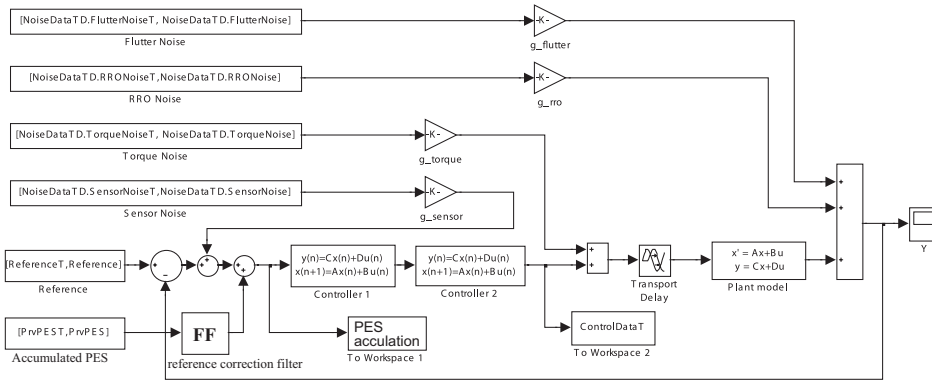 [NoiseDataTD.FlutterNoiseT, NoiseDataTD.FlutterNoise]
Flutter Noise
-K-
g_flutter
[NoiseDataTD.RRONoiseT,NoiseDataTD.RRONoise]
RRO Noise
-K-
g_rro
[NoiseDataTD.TorqueNoiseT, NoiseDataTD.TorqueNoise]
Torque Noise
-K-
g_torque
[NoiseDataTD.SensorNoiseT,NoiseDataTD.SensorNoise]
Sensor Noise
-K-
g_sensor
+
+
+
Y
[ReferenceT,Reference]
Reference
-
+
+
+
+
y(n)=Cx(n)+Du(n)
x(n+1)=Ax(n)+Bu(n)
Controller 1
y(n)=Cx(n)+Du(n)
x(n+1)=Ax(n)+Bu(n)
Controller 2
+
+
Transport
Delay
x' = Ax+Bu
y = Cx+Du
Plant model
[PrvPEST,PrvPES]
Accumulated PES
FF
reference correction filter
PES
acculation
To Workspace 1
ControlDataT
To Workspace 2